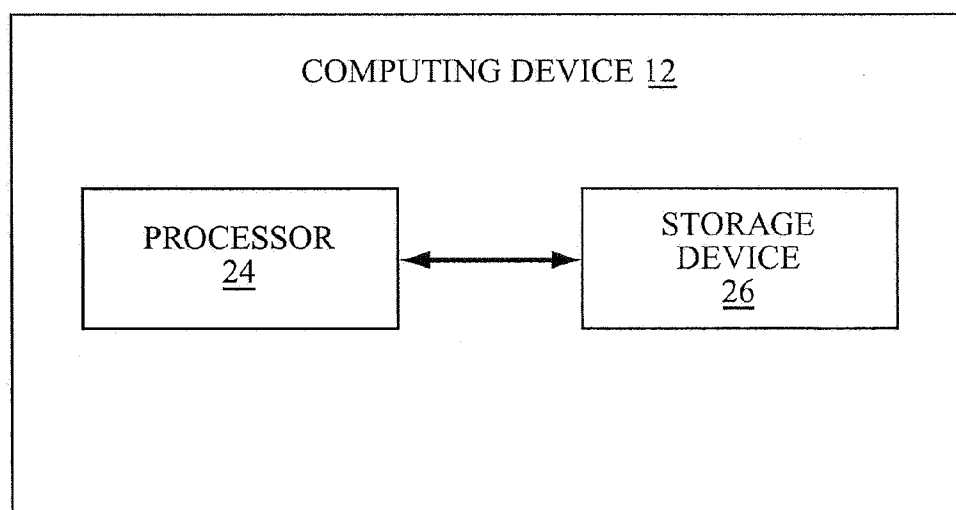 COMPUTING DEVICE 12
PROCESSOR
24
STORAGE
DEVICE
26